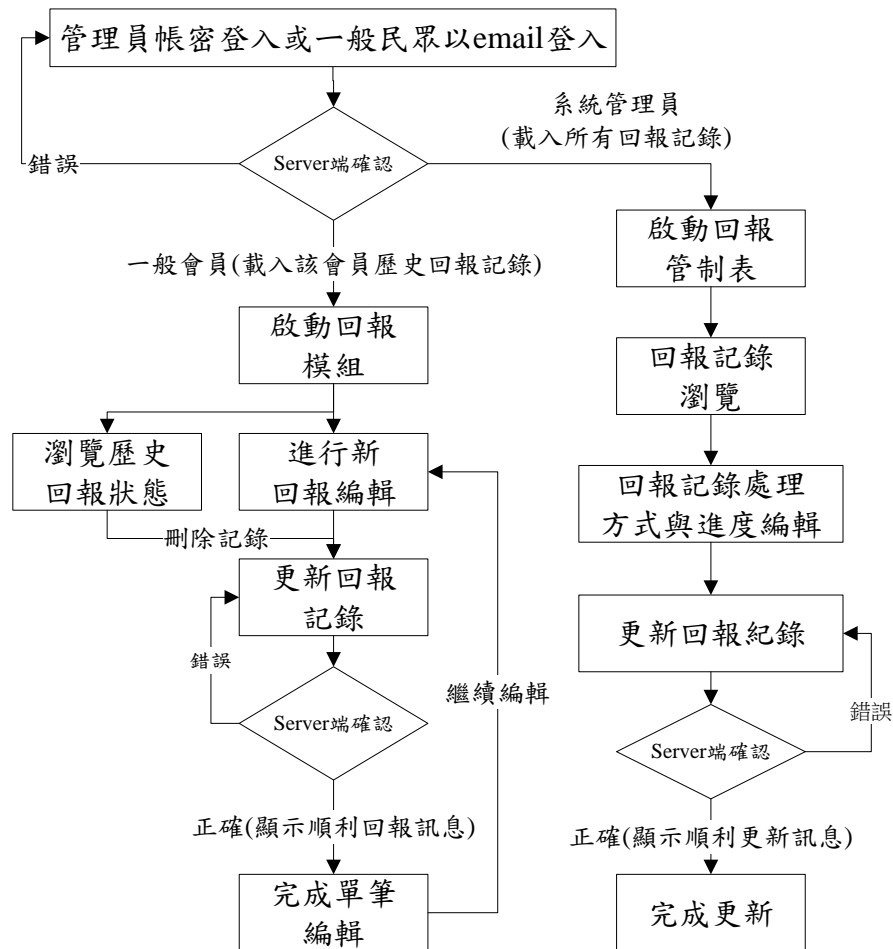 管理員帳密登入或一般民眾以email登入
系統管理員
(載入所有回報記錄)
錯誤
Server端確認
啟動回報
管制表
一般會員(載入該會員歷史回報記錄)
啟動回報
模組
回報記錄
瀏覽
瀏覽歷史
回報狀態
進行新
回報編輯
回報記錄處理
方式與進度編輯
刪除記錄
更新回報
記錄
更新回報紀錄
錯誤
繼續編輯
錯誤
Server端確認
Server端確認
正確(顯示順利回報訊息)
正確(顯示順利更新訊息)
完成單筆
編輯
完成更新